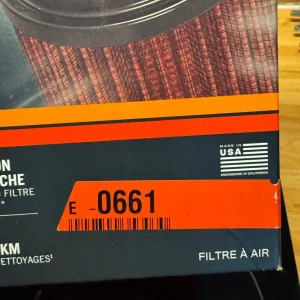 ON
CHE
FILTRE
MADE IN
USA
ENGINEERED IN CALIFORNIA
E -0661
KM
ETTOYAGES‡
FILTRE À AIR